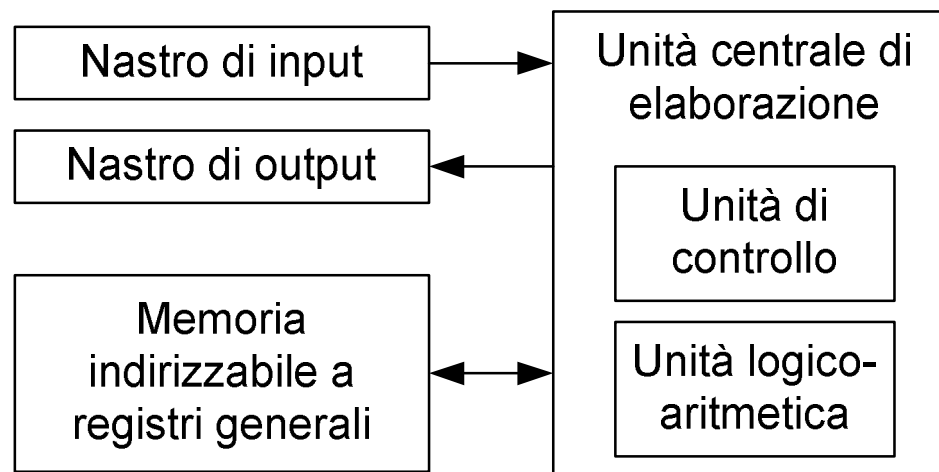 Nastro di input
Nastro di output
Memoria
indirizzabile a
registri generali
Unità centrale di
elaborazione
Unità di
controllo
Unità logico-
aritmetica